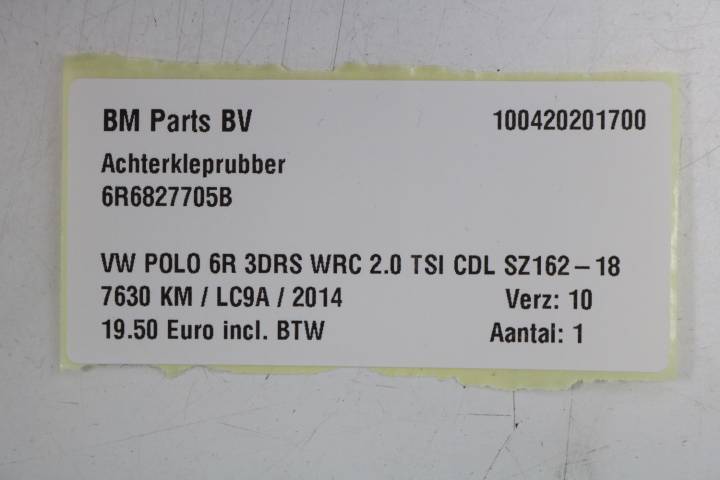 BM Parts BV 100420201700
Achterkleprubber
6R6827705B
VW POLO 6R 3DRS WRC 2.0 TSI CDL SZ162-18
7630 KM / LC9A / 2014 Verz: 10
19.50 Euro incl. BTW Aantal: 1